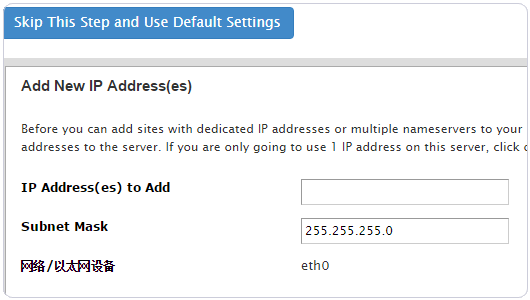 Skip This Step and Use Default Settings
Add New IP Address(es)
Before you can add sites with dedicated IP addresses or multiple nameservers to your
addresses to the server. If you are only going to use 1 IP address on this server, click
IP Address(es) to Add
Subnet Mask
255.255.255.0
网络/以太网设备
eth0